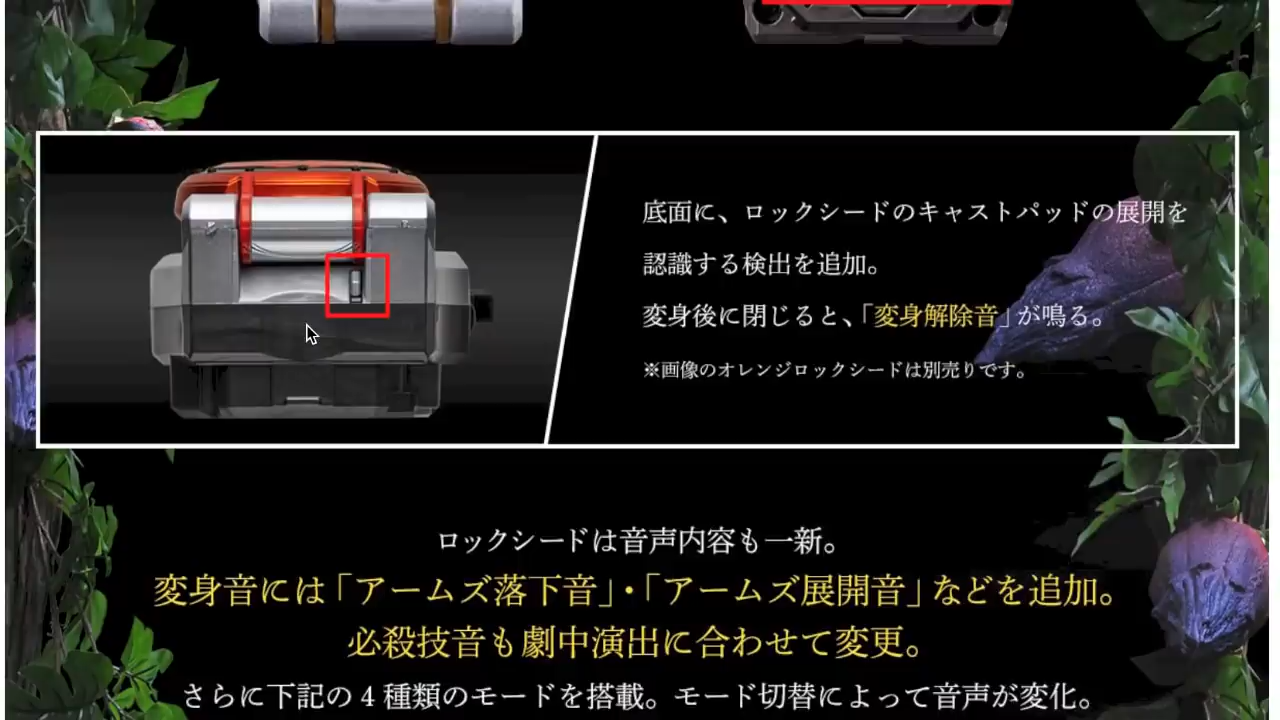 底面に、ロックシードのキャストパッドの展開を
認識する検出を追加。
変身後に閉じると、「変身解除音」が鳴る。
※画像のオレンジロックシードは別売りです。
ロックシードは音声内容も一新。
変身音には「アームズ落下音」・「アームズ展開音」などを追加。
必殺技音も劇中演出に合わせて変更。
さらに下記の4種類のモードを搭載。モード切替によって音声が変化。